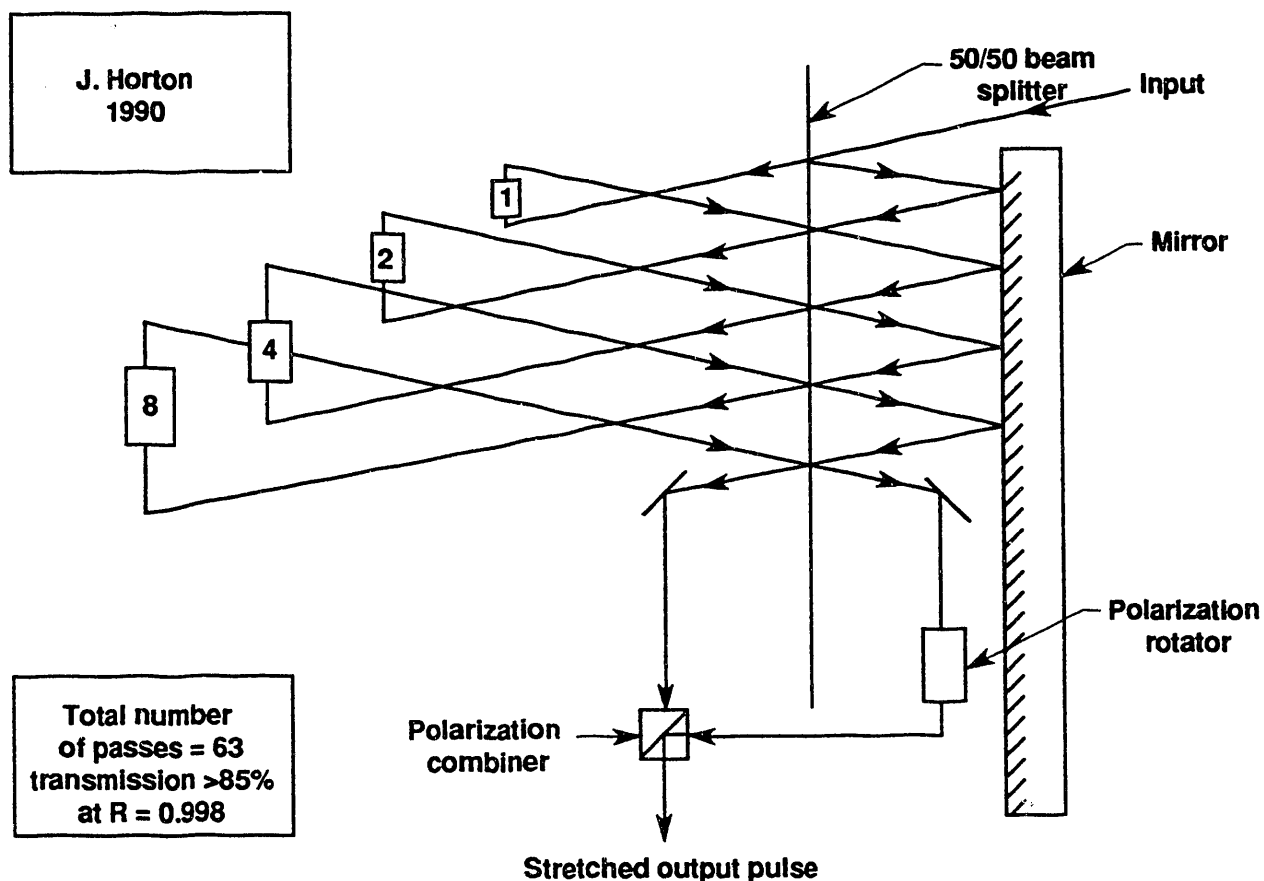 J. Horton
1990
50/50 beam
splitter
Input
1
2
Mirror
4
8
Polarization
rotator
Total number
of passes = 63
transmission >85%
at R = 0.998
Polarization
combiner
Stretched output pulse